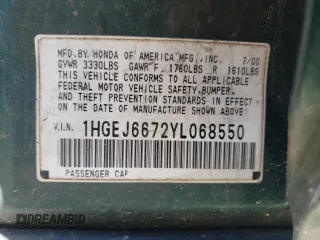 MFD.BY HONDA OF AMERICA MFG.,INC. 7/00
GVWR 3330LBS GAWR F 1760LBS R 1610LBS
THIS VEHICLE CONFORMS TO ALL APPLICABLE
FEDERAL MOTOR VEHICLE SAFETY,BUMPER,
AND THEFT PREVENTION STANDARDS IN EFFECT
ON THE DATE OF MANUFACTURE SHOWN ABOVE.
V.I.N. 1HGEJ6672YL068550
PASSENGER CAR
© DREAMBID